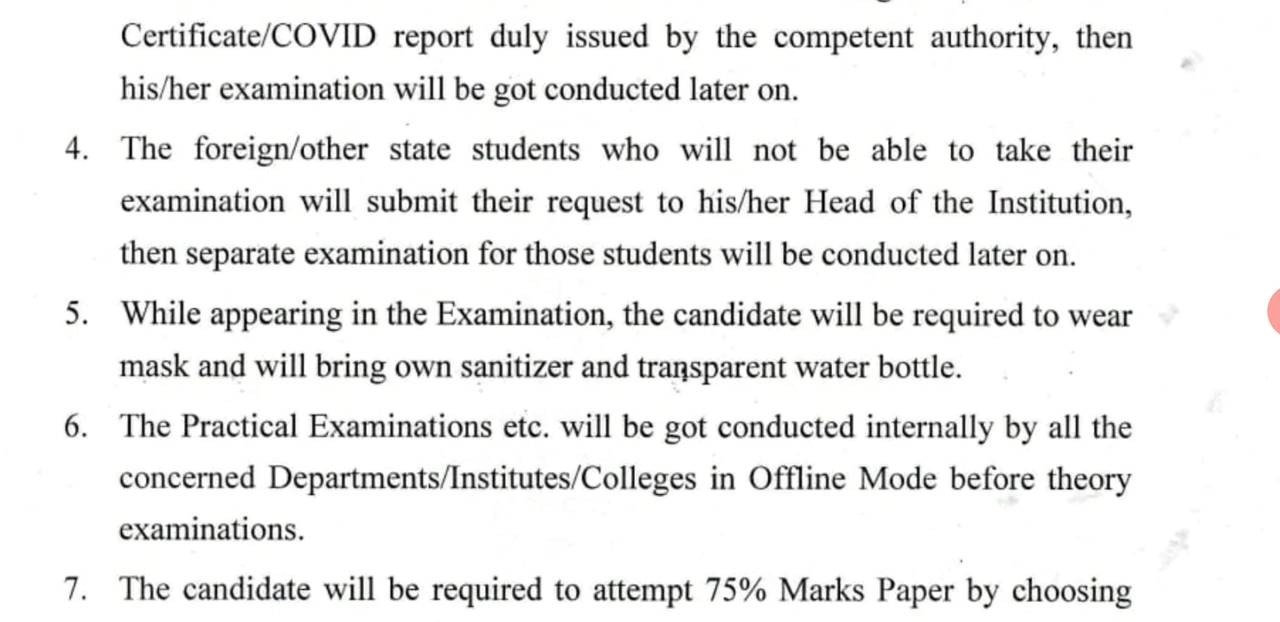 Certificate/COVID report duly issued by the competent authority, then
his/her examination will be got conducted later on.
4. The foreign/other state students who will not be able to take their
examination will submit their request to his/her Head of the Institution,
then separate examination for those students will be conducted later on.
5. While appearing in the Examination, the candidate will be required to wear
mask and will bring own sanitizer and transparent water bottle.
6. The Practical Examinations etc. will be got conducted internally by all the
concerned Departments/Institutes/Colleges in Offline Mode before theory
examinations.
7. The candidate will be required to attempt 75% Marks Paper by choosing